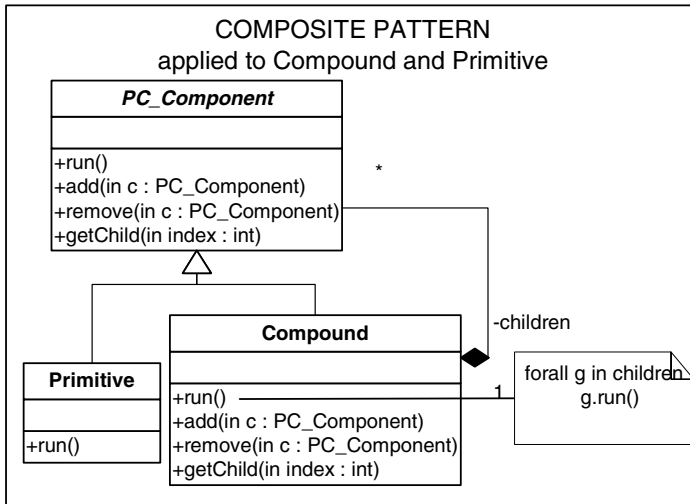 COMPOSITE PATTERN
applied to Compound and Primitive
PC_Component
+run()
+add(in c : PC_Component)
+remove(in c : PC_Component)
+getChild(in index : int)
*
-children
1
Primitive
+run()
Compound
+run()
+add(in c : PC_Component)
+remove(in c : PC_Component)
+getChild(in index : int)
forall g in children
g.run()